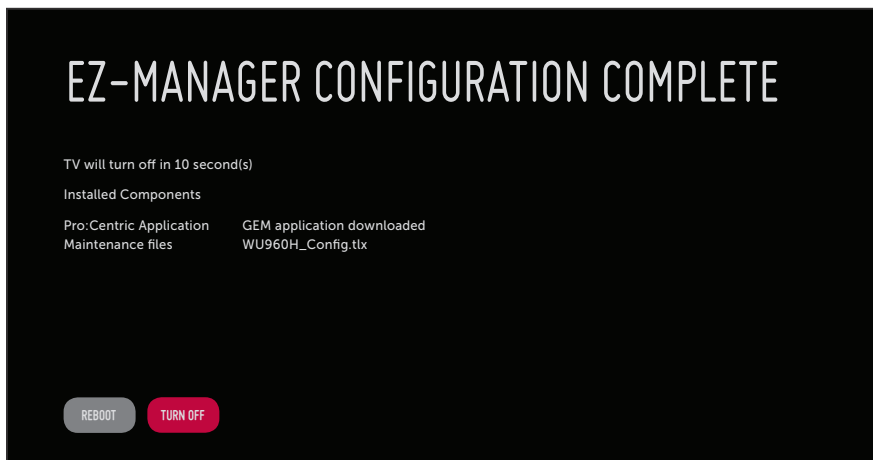 EZ-MANAGER CONFIGURATION COMPLETE
TV will turn off in 10 second(s)
Installed Components
Pro:Centric Application GEM application downloaded
Maintenance files WU960H_Config.tlx
REBOOT TURN OFF